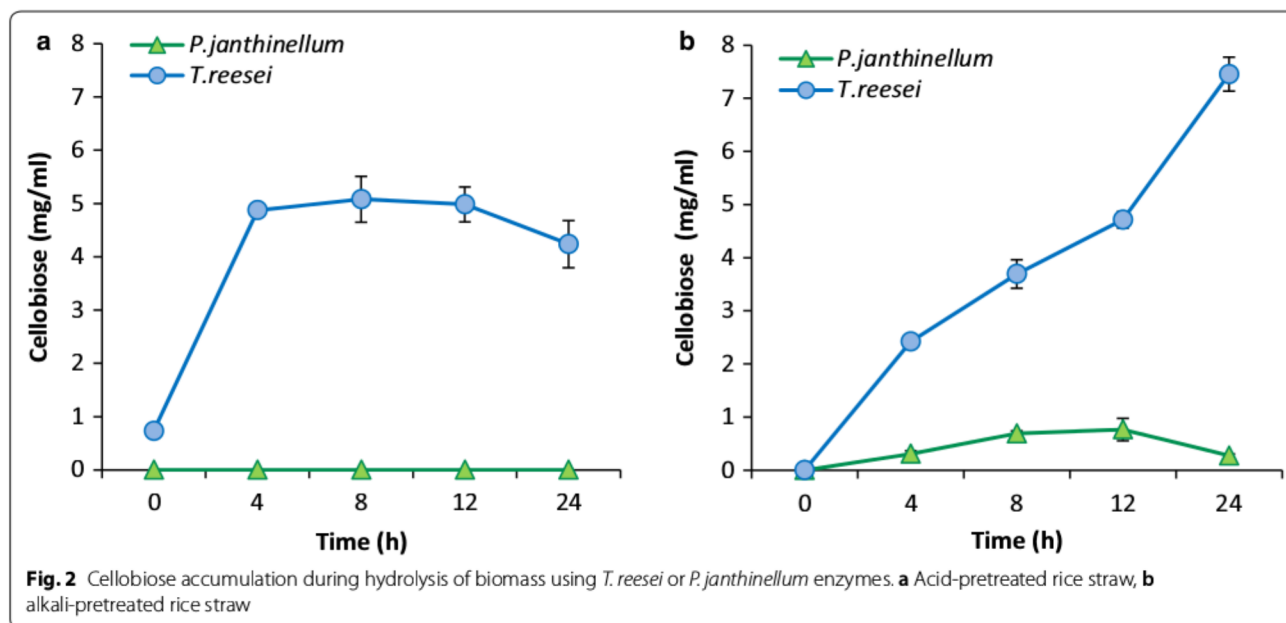 a
P.janthinellum
T.reesei
8
7
6
5
4
3
2
1
0
Cellobiose (mg/ml)
0 4 8 12 24
Time (h)
b
P.janthinellum
T.reesei
8
7
6
5
4
3
2
1
0
Cellobiose (mg/ml)
0 4 8 12 24
Time (h)
Fig. 2 Cellobiose accumulation during hydrolysis of biomass using T. reesei or P. janthinellum enzymes. a Acid-pretreated rice straw, b
alkali-pretreated rice straw